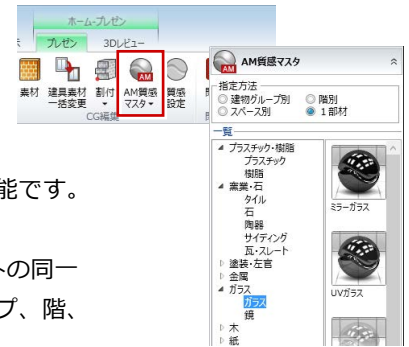 ホーム-プレゼン
プレゼン 3Dレビュー
素材 建具素材 一括変更 割付 AM質感 マスタ 質感 設定
CG編集
AM質感マスタ
指定方法
建物グループ別 階別
スペース別 1部材
一覧
プラスチック・樹脂
プラスチック
樹脂
窯業・石
タイル
石
陶器
サイディング
瓦・スレート
塗装・左官
金属
ガラス
ガラス
鏡
木
紙
ミラーガラス
UVガラス
能です。
の同一
プ、階、